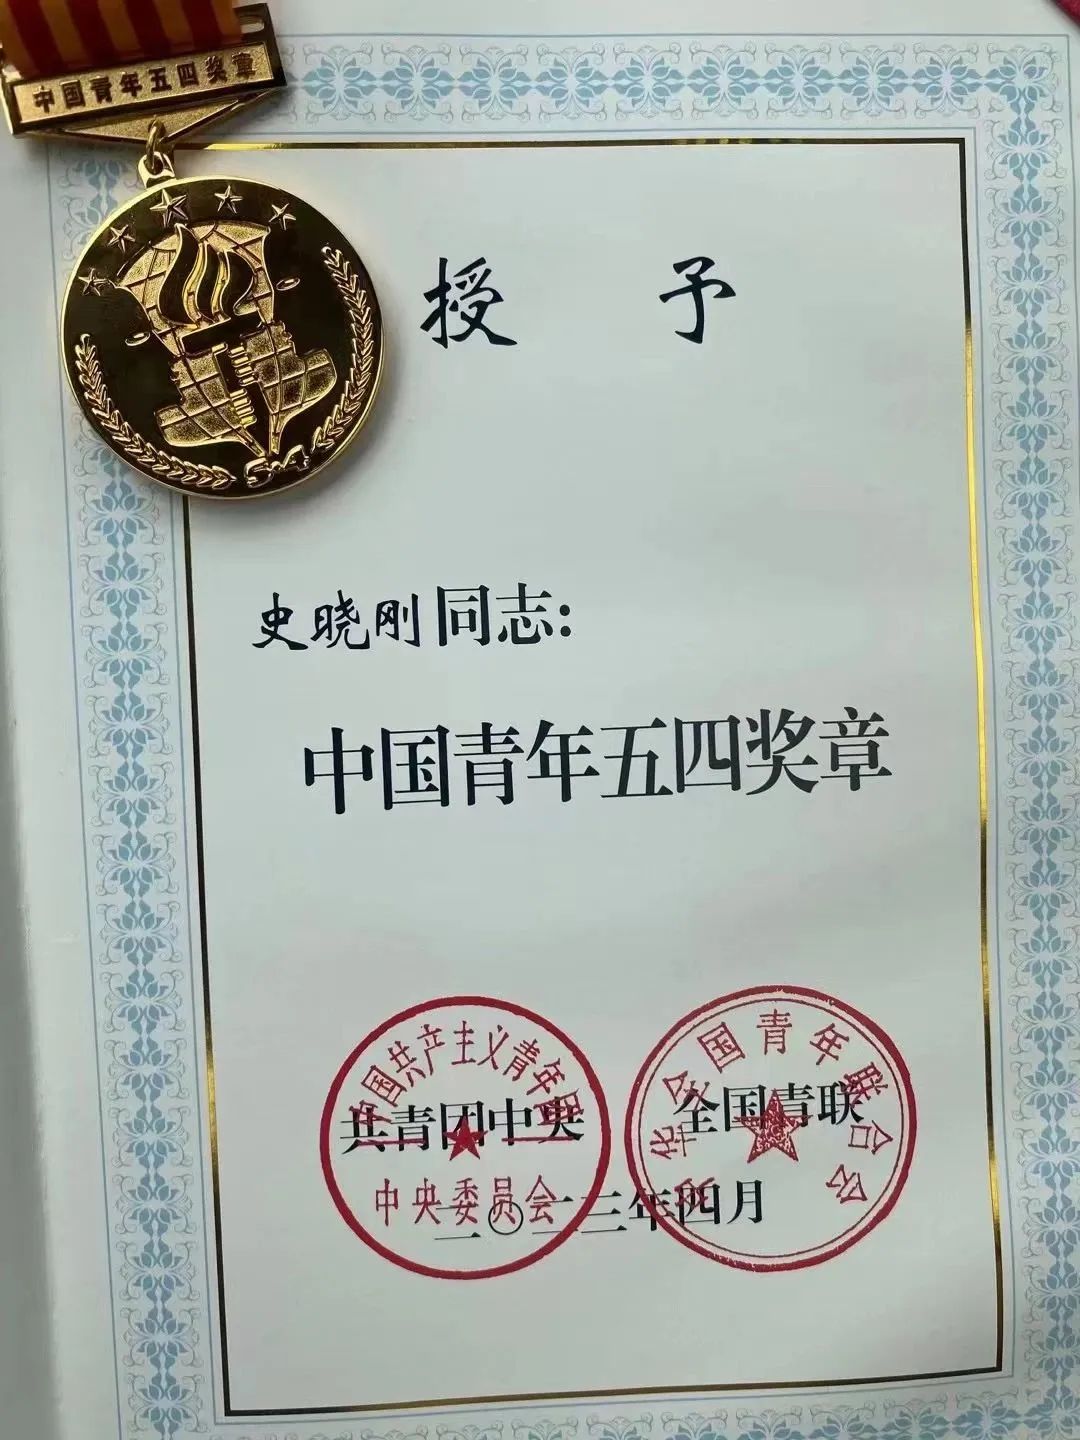 中国青年五四奖章
54
授 予
史晓刚同志:
中国青年五四奖章
中国共产主义青年团
共青团中央
中央委员会
中华全国青年联合会
全国青联
二〇二三年四月